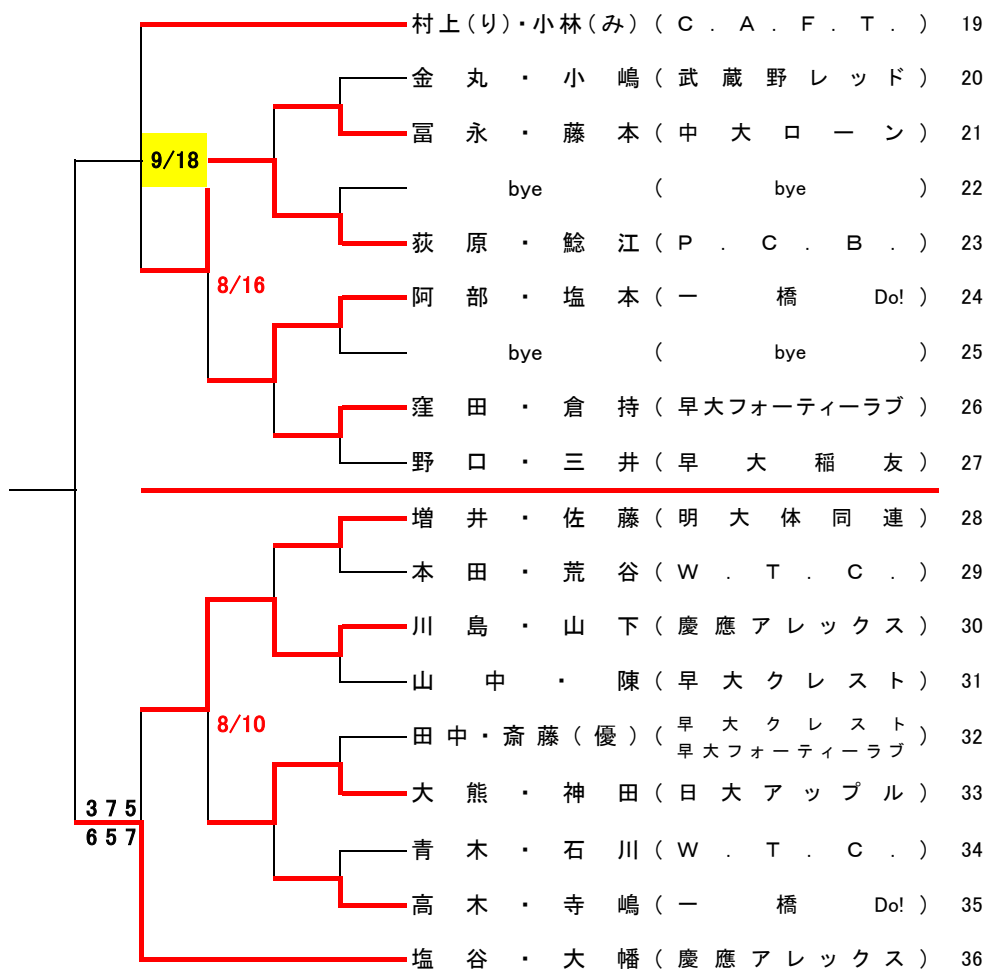 村上(り)・小林(み) ( C . A . F . T . ) 19
金丸・小嶋 ( 武蔵野レッド ) 20
冨永・藤本 ( 中大ローン ) 21
9/18
bye ( bye ) 22
荻原・鯰江 ( P . C . B . ) 23
8/16
阿部・塩本 ( 一橋 Do! ) 24
bye ( bye ) 25
窪田・倉持 ( 早大フォーティーラブ ) 26
野口・三井 ( 早大稲友 ) 27
増井・佐藤 ( 明大体同連 ) 28
本田・荒谷 ( W . T . C . ) 29
川島・山下 ( 慶應アレックス ) 30
山中・陳 ( 早大クレスト ) 31
8/10
田中・斎藤(優) ( 早大クレスト
早大フォーティーラブ ) 32
大熊・神田 ( 日大アップル ) 33
3 7 5
6 5 7
青木・石川 ( W . T . C . ) 34
高木・寺嶋 ( 一橋 Do! ) 35
塩谷・大幡 ( 慶應アレックス ) 36